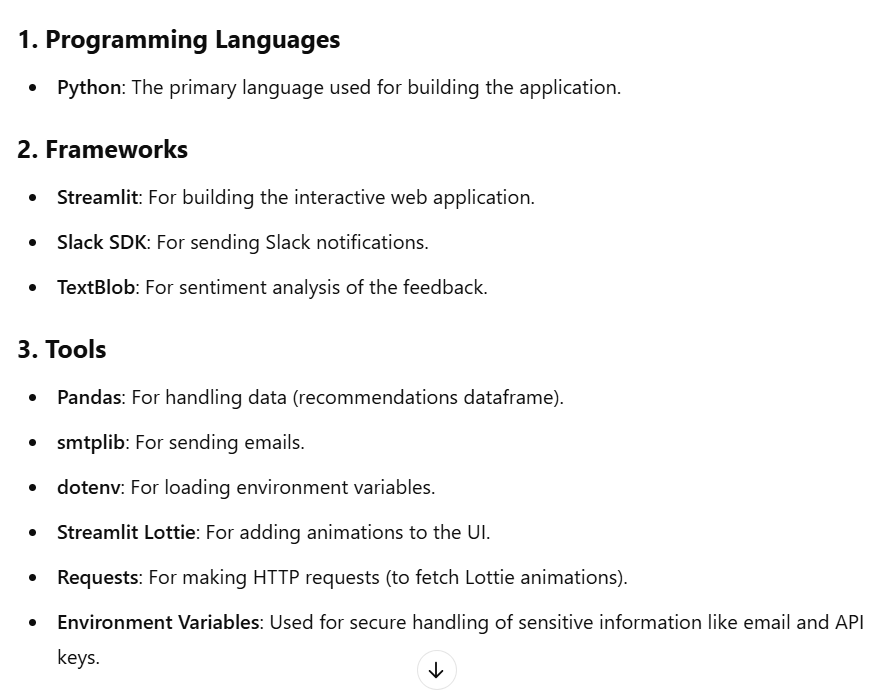 1. Programming Languages
• Python: The primary language used for building the application.
2. Frameworks
• Streamlit: For building the interactive web application.
• Slack SDK: For sending Slack notifications.
• TextBlob: For sentiment analysis of the feedback.
3. Tools
• Pandas: For handling data (recommendations dataframe).
• smtplib: For sending emails.
• dotenv: For loading environment variables.
• Streamlit Lottie: For adding animations to the UI.
• Requests: For making HTTP requests (to fetch Lottie animations).
• Environment Variables: Used for secure handling of sensitive information like email and API
keys.